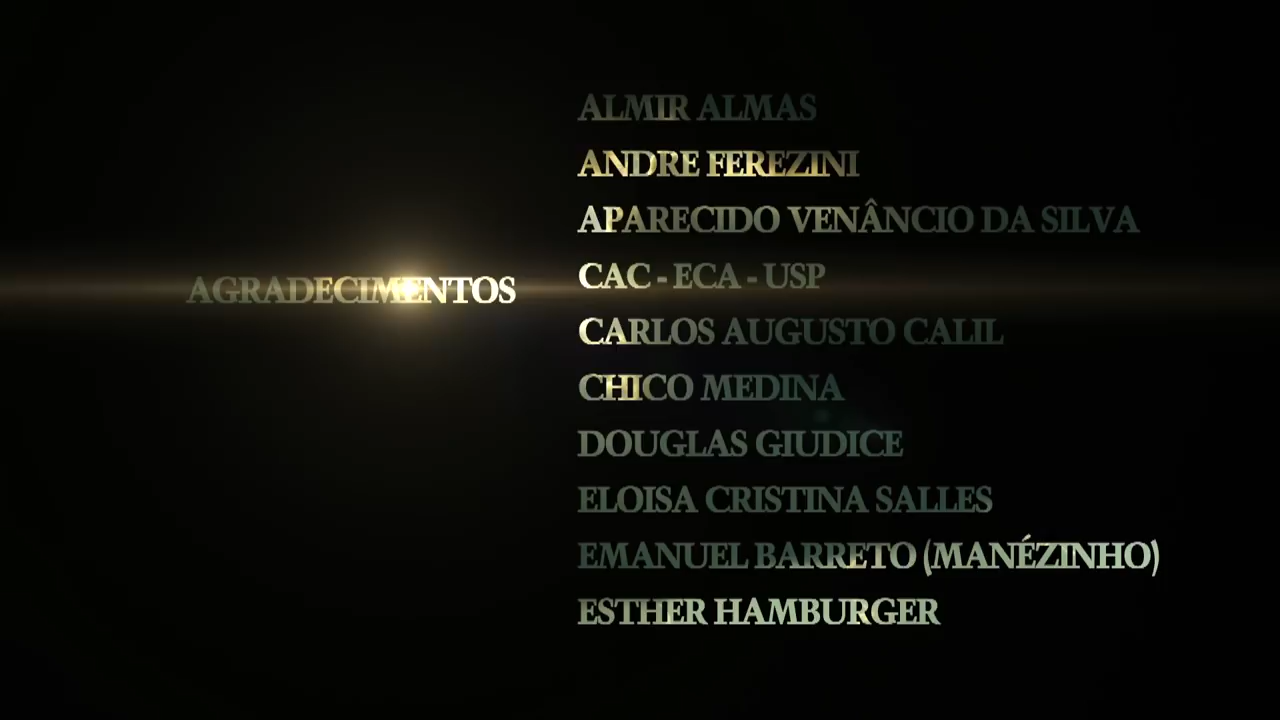 AGRADECIMENTOS
ALMIR ALMAS
ANDRE FEREZINI
APARECIDO VENÂNCIO DA SILVA
CAC - ECA - USP
CARLOS AUGUSTO CALIL
CHICO MEDINA
DOUGLAS GIUDICE
ELOISA CRISTINA SALLES
EMANUEL BARRETO (MANÉZINHO)
ESTHER HAMBURGER